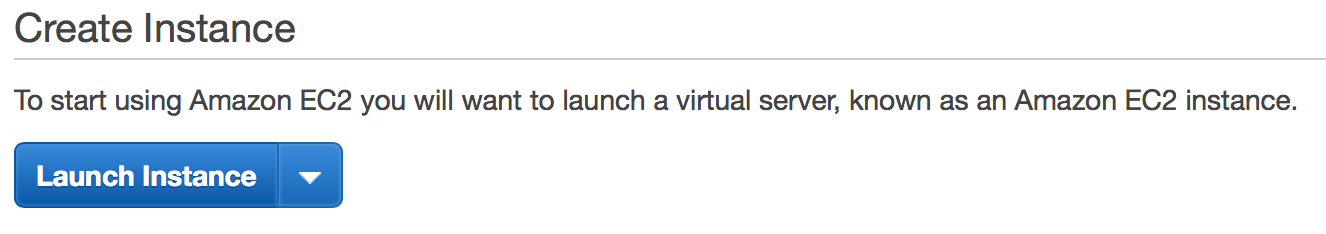 Create Instance
To start using Amazon EC2 you will want to launch a virtual server, known as an Amazon EC2 instance.
Launch Instance